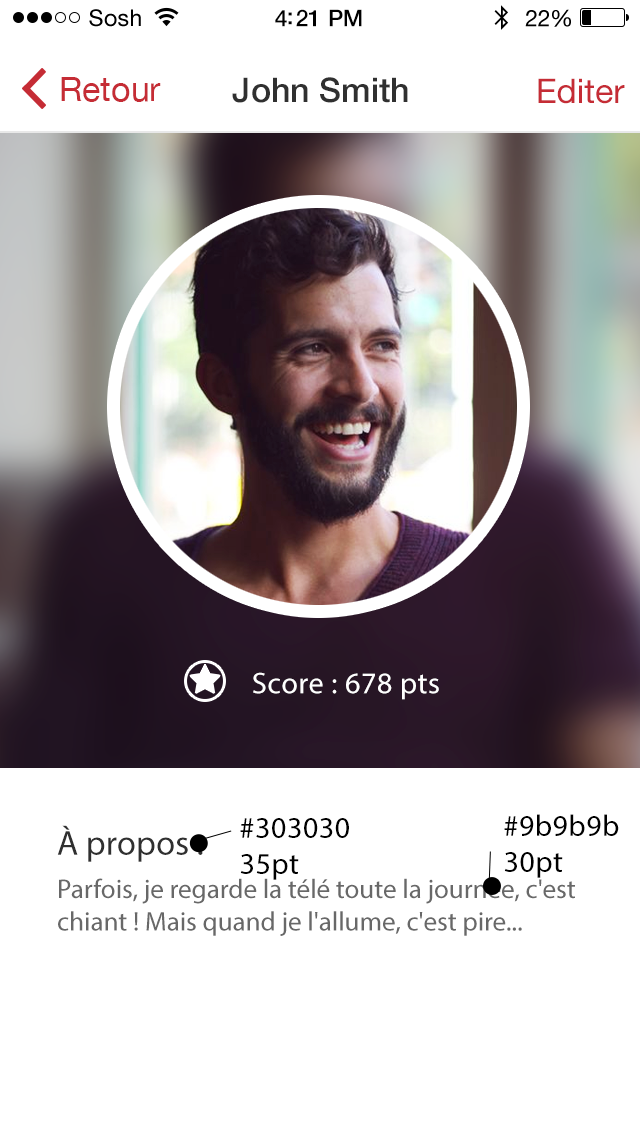 Sosh 4:21 PM 22%
Retour John Smith Editer
Score : 678 pts
#303030 #9b9b9b
À propos :
35pt 30pt
Parfois, je regarde la télé toute la journée, c'est
chiant ! Mais quand je l'allume, c'est pire...